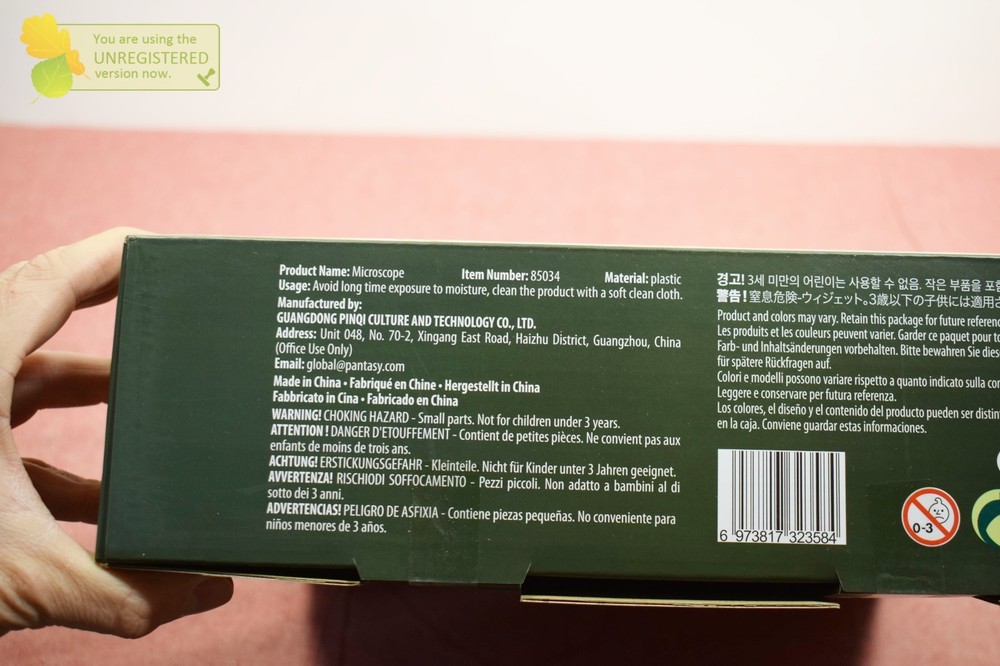 You are using the
UNREGISTERED
version now.
Product Name: Microscope Item Number: 85034 Material: plastic
Usage: Avoid long time exposure to moisture, clean the product with a soft clean cloth.
Manufactured by:
GUANGDONG PINQI CULTURE AND TECHNOLOGY CO., LTD.
Address: Unit 048, No. 70-2, Xingang East Road, Haizhu District, Guangzhou, China
(Office Use Only)
Email: global@pantasy.com
Made in China • Fabriqué en Chine • Hergestellt in China
Fabbricato in Cina • Fabricado en China
WARNING! CHOKING HAZARD - Small parts. Not for children under 3 years.
ATTENTION ! DANGER D'ETOUFFEMENT - Contient de petites pièces. Ne convient pas aux
enfants de moins de trois ans.
ACHTUNG! ERSTICKUNGSGEFAHR - Kleinteile. Nicht für Kinder unter 3 Jahren geeignet.
AVVERTENZA! RISCHIODI SOFFOCAMENTO - Pezzi piccoli. Non adatto a bambini al di
sotto dei 3 anni.
ADVERTENCIAS! PELIGRO DE ASFIXIA - Contiene piezas pequeñas. No conveniente para
niños menores de 3 años.
경고! 3세 미만의 어린이는 사용할 수 없음. 작은 부품을 포함
警告! 窒息危険-ウィジェット。3歳以下の子供には適用さ
Product and colors may vary. Retain this package for future referenc
Les produits et les couleurs peuvent varier. Garder ce paquet pour to
Farb- und Inhaltsänderungen vorbehalten. Bitte bewahren Sie diese
für spätere Rückfragen auf.
Colori e modelli possono variare rispetto a quanto indicato sulla con
Leggere e conservare per futura referenza.
Los colores, el diseño y el contenido del producto pueden ser distin
en la caja. Conviene guardar estas informaciones.
6 973817 323584
0-3